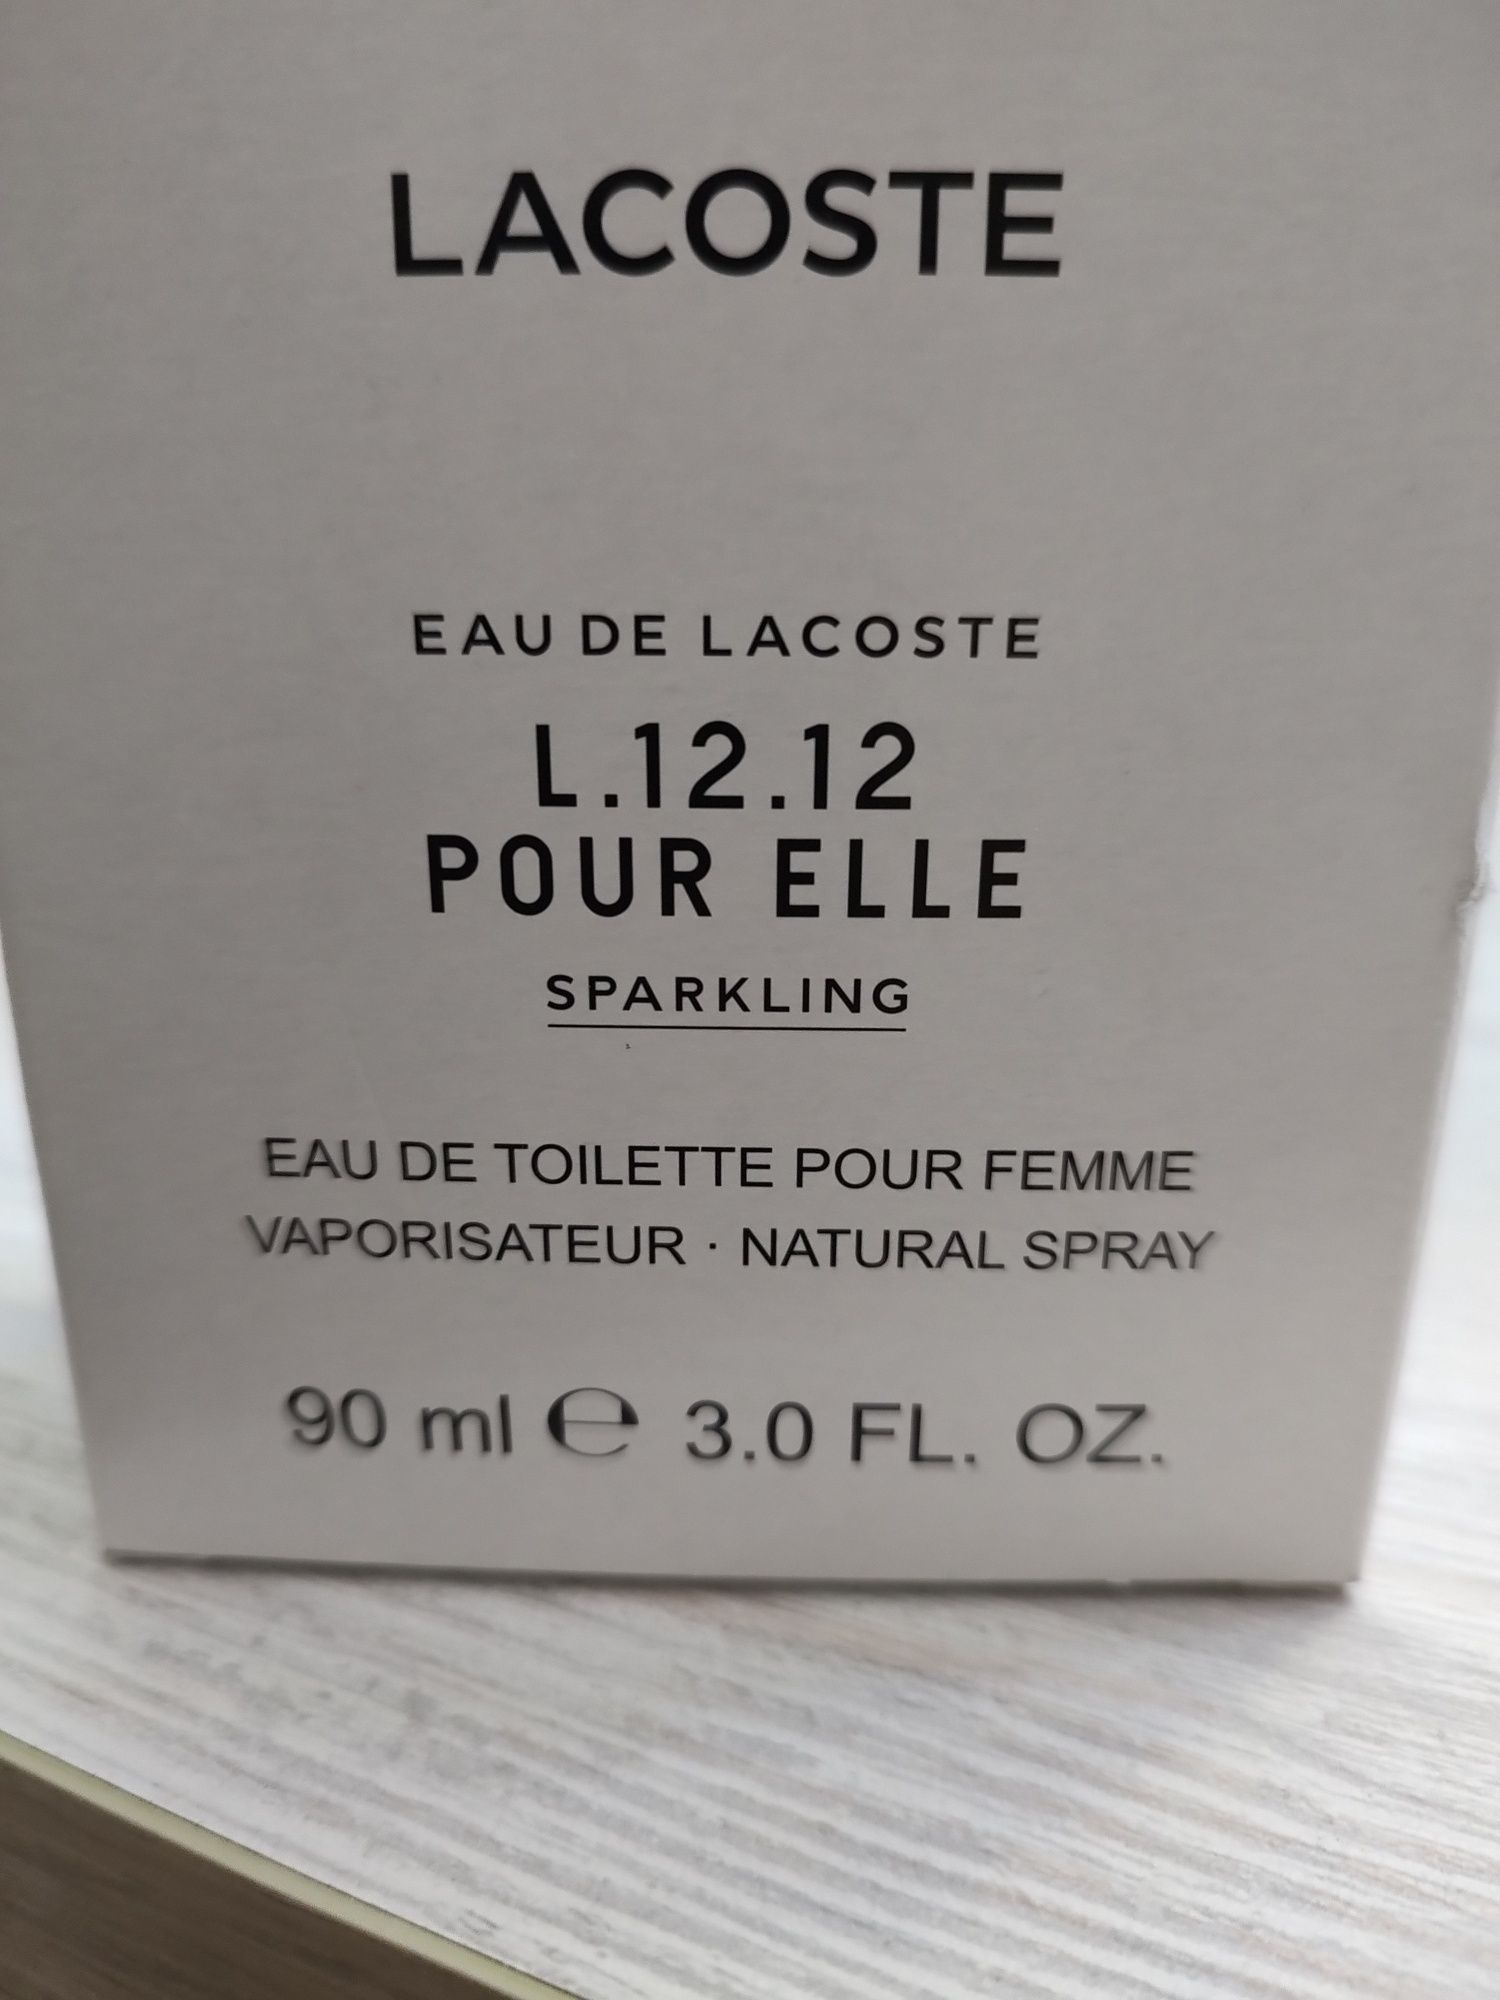 LACOSTE
EAU DE LACOSTE
L.12.12
POUR ELLE
SPARKLING
EAU DE TOILETTE POUR FEMME
VAPORISATEUR · NATURAL SPRAY
90 ml ℮ 3.0 FL. OZ.